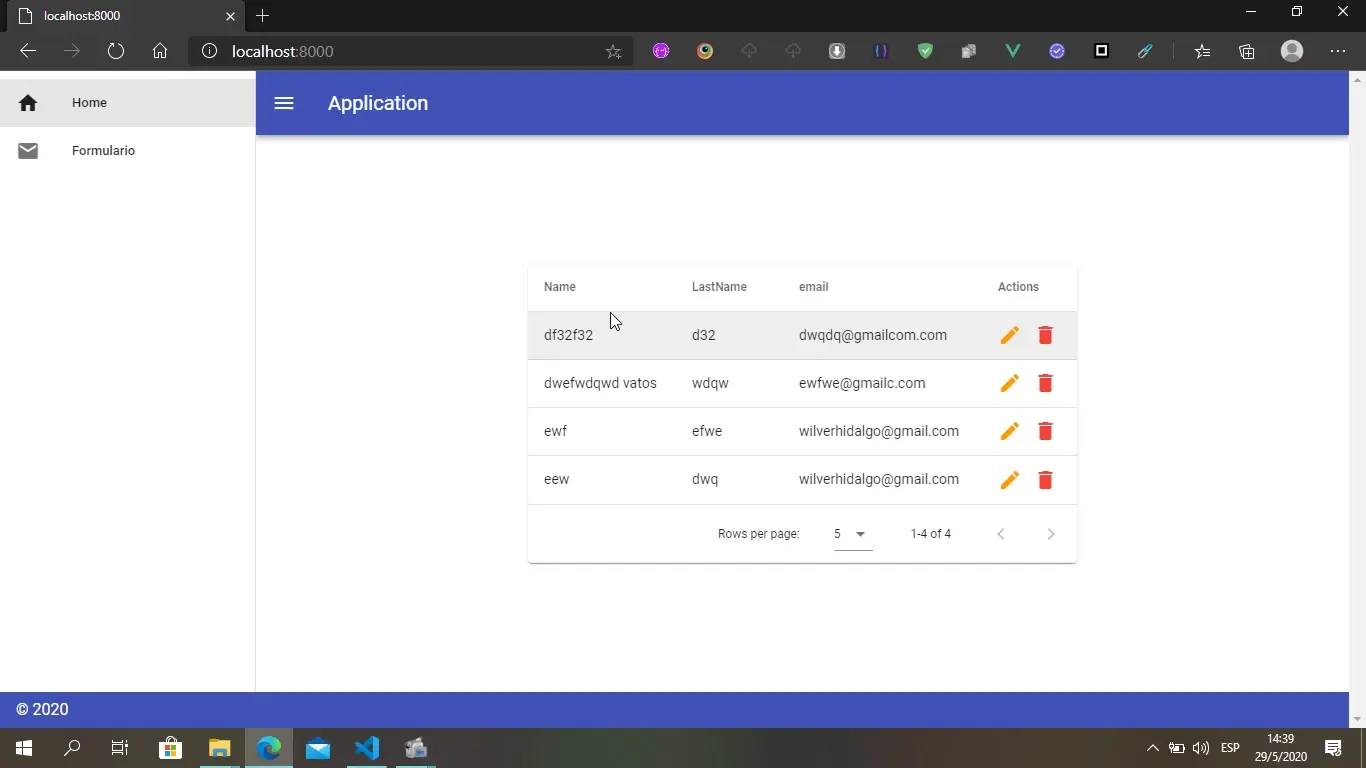 localhost:8000
localhost:8000
Home
Application
Formulario
Name LastName email Actions
df32f32 d32 dwqdq@gmailcom.com
dwefwdqwd vatos wdqw ewfwe@gmailc.com
ewf efwe wilverhidalgo@gmail.com
eew dwq wilverhidalgo@gmail.com
Rows per page: 5 1-4 of 4
© 2020
ESP
14:39
29/5/2020